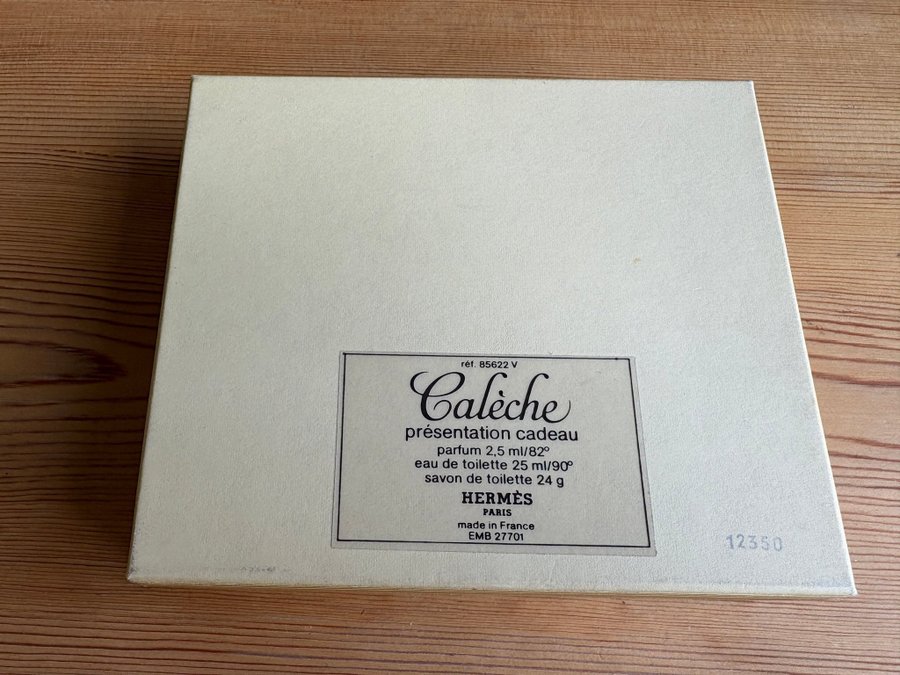 réf. 85622 V
Calèche
présentation cadeau
parfum 2,5 ml/82°
eau de toilette 25 ml/90°
savon de toilette 24 g
HERMÈS
PARIS
made in France
EMB 27701
12350